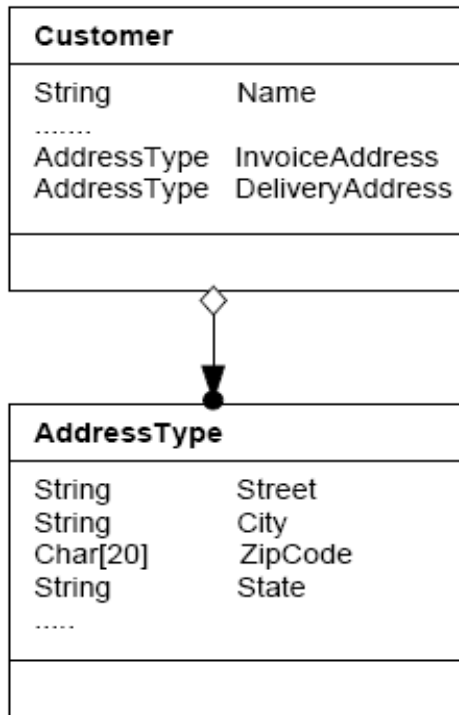 Customer
String Name
.......
AddressType InvoiceAddress
AddressType DeliveryAddress
AddressType
String Street
String City
Char[20] ZipCode
String State
.....